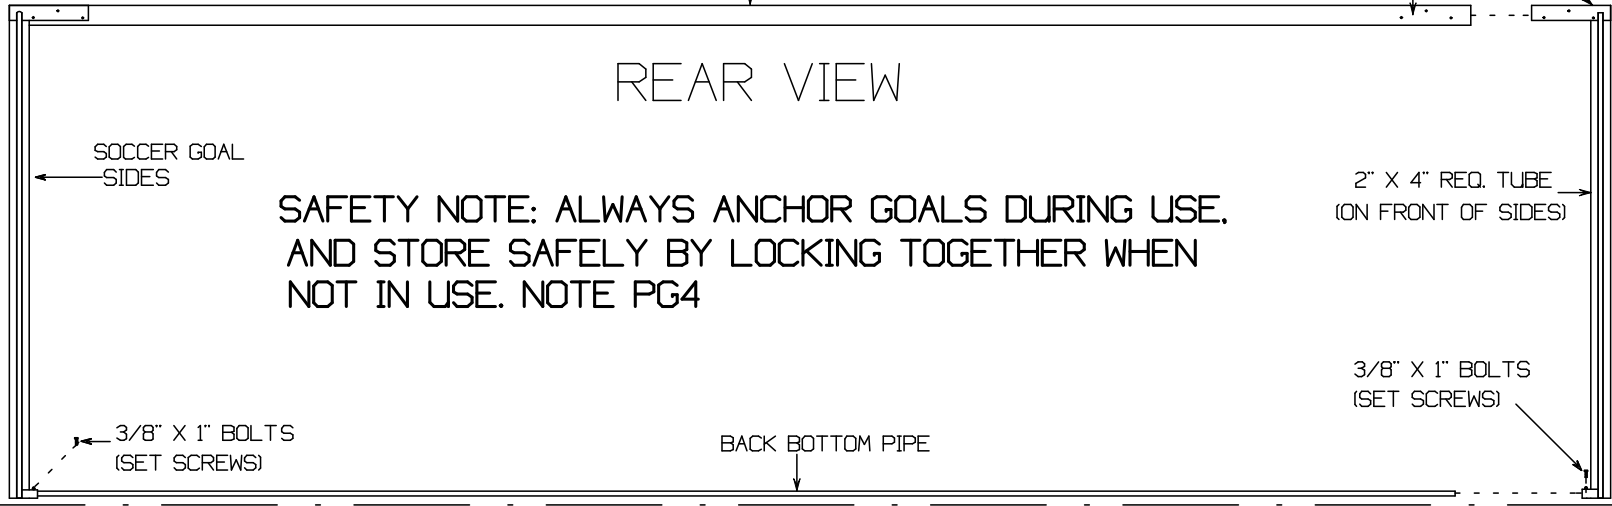 REAR VIEW
SOCCER GOAL
SIDES
2" X 4" REQ. TUBE
(ON FRONT OF SIDES)
SAFETY NOTE: ALWAYS ANCHOR GOALS DURING USE.
AND STORE SAFELY BY LOCKING TOGETHER WHEN
NOT IN USE. NOTE PG4
3/8" X 1" BOLTS
(SET SCREWS)
3/8" X 1" BOLTS
(SET SCREWS)
BACK BOTTOM PIPE